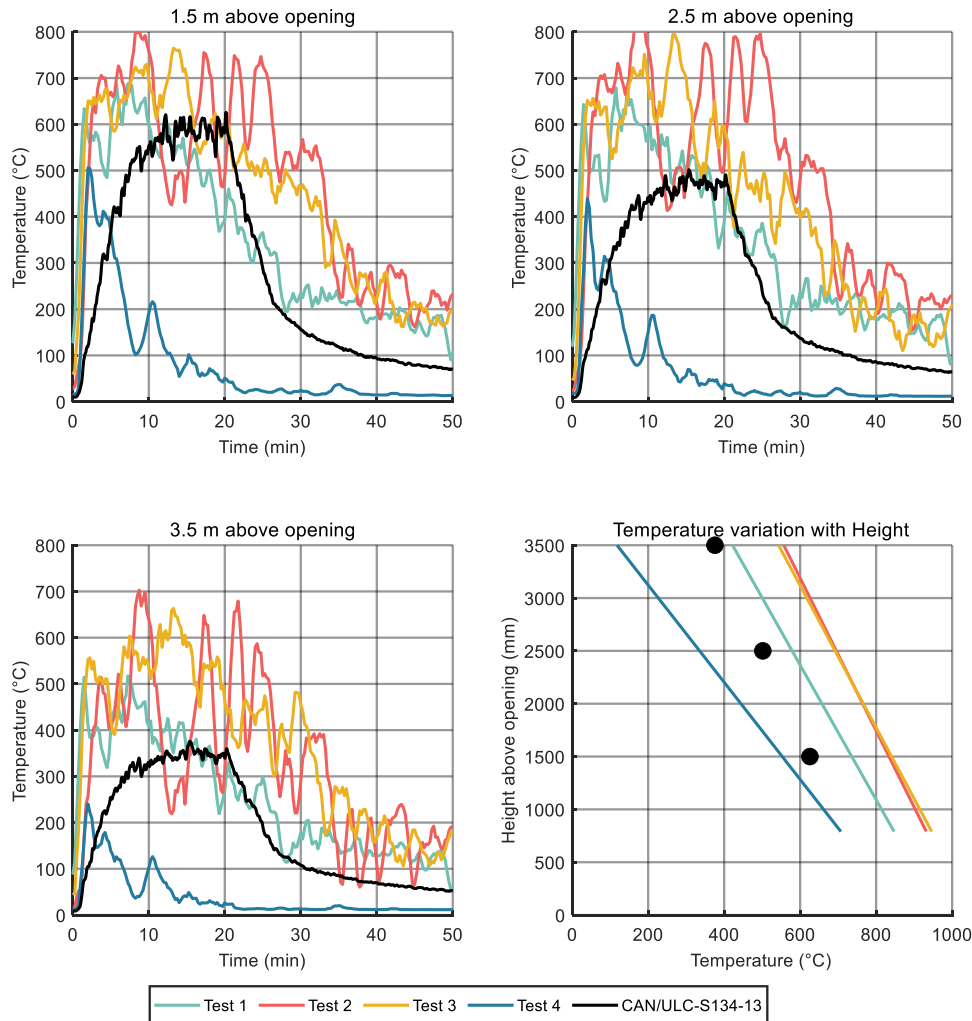 1.5 m above opening
800
700
600
500
400
300
200
100
0
Temperature (°C)
0 10 20 30 40 50
Time (min)
2.5 m above opening
800
700
600
500
400
300
200
100
0
Temperature (°C)
0 10 20 30 40 50
Time (min)
3.5 m above opening
800
700
600
500
400
300
200
100
0
Temperature (°C)
0 10 20 30 40 50
Time (min)
Temperature variation with Height
3500
3000
2500
2000
1500
1000
500
0
Height above opening (mm)
0 200 400 600 800 1000
Temperature (°C)
Test 1 Test 2 Test 3 Test 4 CAN/ULC-S134-13